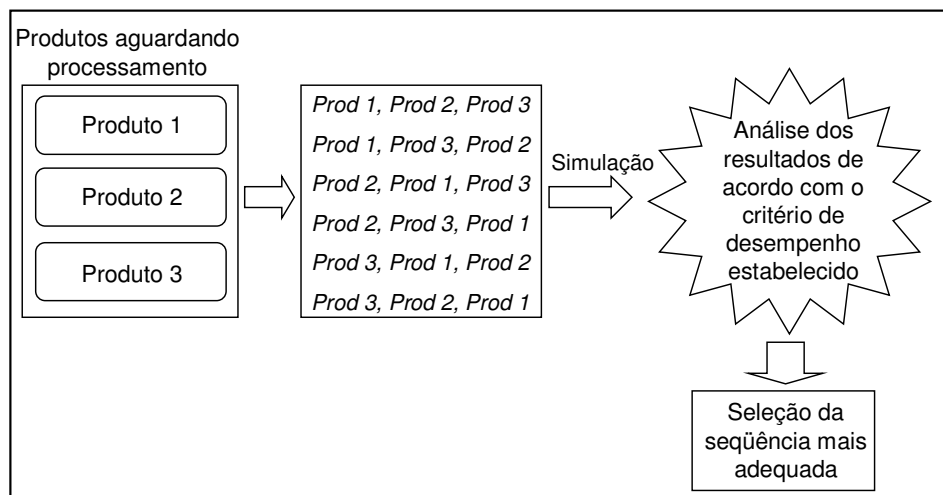 Produtos aguardando
processamento
Produto 1
Produto 2
Produto 3
Prod 1, Prod 2, Prod 3
Prod 1, Prod 3, Prod 2
Prod 2, Prod 1, Prod 3
Prod 2, Prod 3, Prod 1
Prod 3, Prod 1, Prod 2
Prod 3, Prod 2, Prod 1
Simulação
Análise dos
resultados de
acordo com o
critério de
desempenho
estabelecido
Seleção da
seqüência mais
adequada